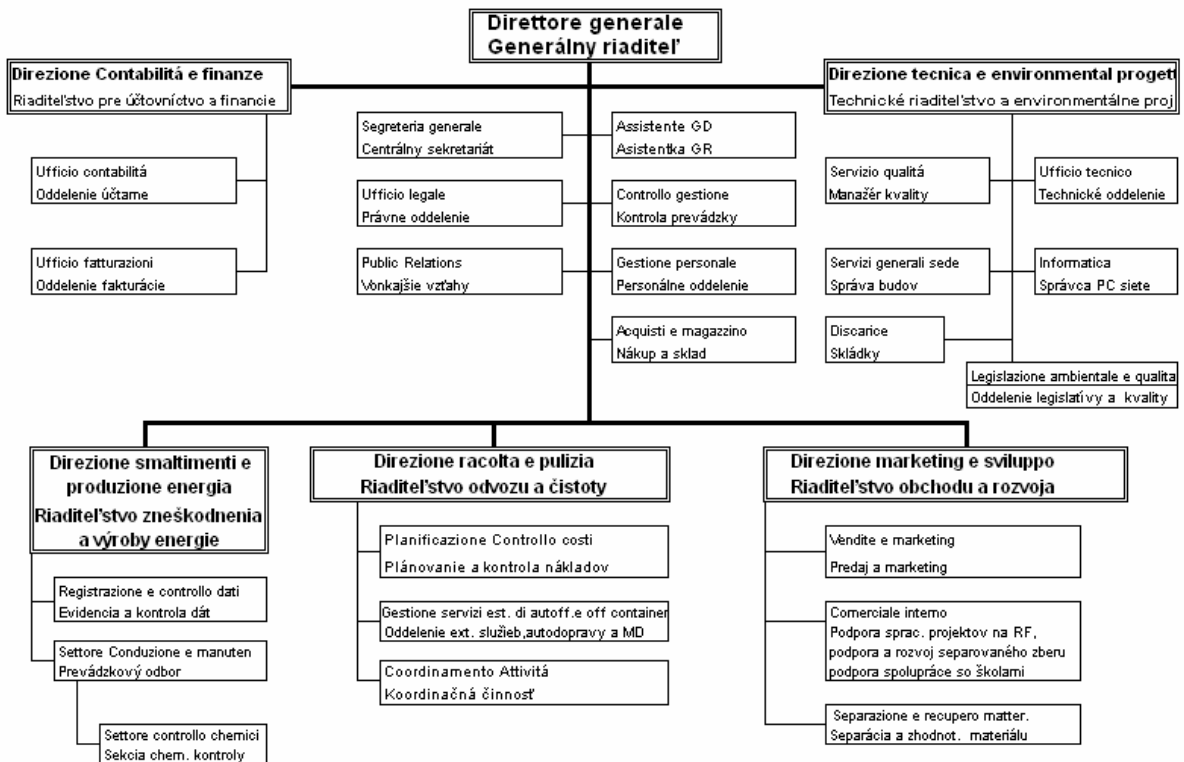 Direttore generale
Generálny riaditeľ
Direzione Contabilitá e finanze
Riaditeľstvo pre účtovníctvo a financie
Direzione tecnica e environmental progett
Technické riaditeľstvo a environmentálne proj
Segreteria generale
Centrálny sekretariát
Assistente GD
Asistentka GR
Ufficio contabilitá
Oddelenie účtame
Servizio qualitá
Manažér kvality
Ufficio tecnico
Technické oddelenie
Ufficio legale
Právne oddelenie
Controllo gestione
Kontrola prevádzky
Ufficio fatturazioni
Oddelenie fakturácie
Public Relations
Vonkajšie vzťahy
Gestione personale
Personálne oddelenie
Servizi generali sede
Správa budov
Informatica
Správca PC siete
Acquisti e magazzino
Nákup a sklad
Discarice
Skládky
Legislazione ambientale e qualita
Oddelenie legislatívy a kvality
Direzione smaltimenti e
produzione energia
Riaditeľstvo zneškodnenia
a výroby energie
Direzione racolta e pulizia
Riaditeľstvo odvozu a čistoty
Direzione marketing e sviluppo
Riaditeľstvo obchodu a rozvoja
Registrazione e controllo dati
Evidencia a kontrola dát
Settore Conduzione e manuten
Prevádzkový odbor
Settore controllo chemici
Sekcia chem. kontroly
Planificazione Controllo costi
Plánovanie a kontrola nákladov
Gestione servizi est. di autoff.e off container
Oddelenie ext. služieb,autodopravy a MD
Coordinamento Attivitá
Koordinačná činnosť
Vendite e marketing
Predaj a marketing
Comerciale interno
Podpora sprac. projektov na RF,
podpora a rozvoj separovaného zberu
podpora spolupráce so školami
Separazione e recupero matter.
Separácia a zhodnot. materiálu